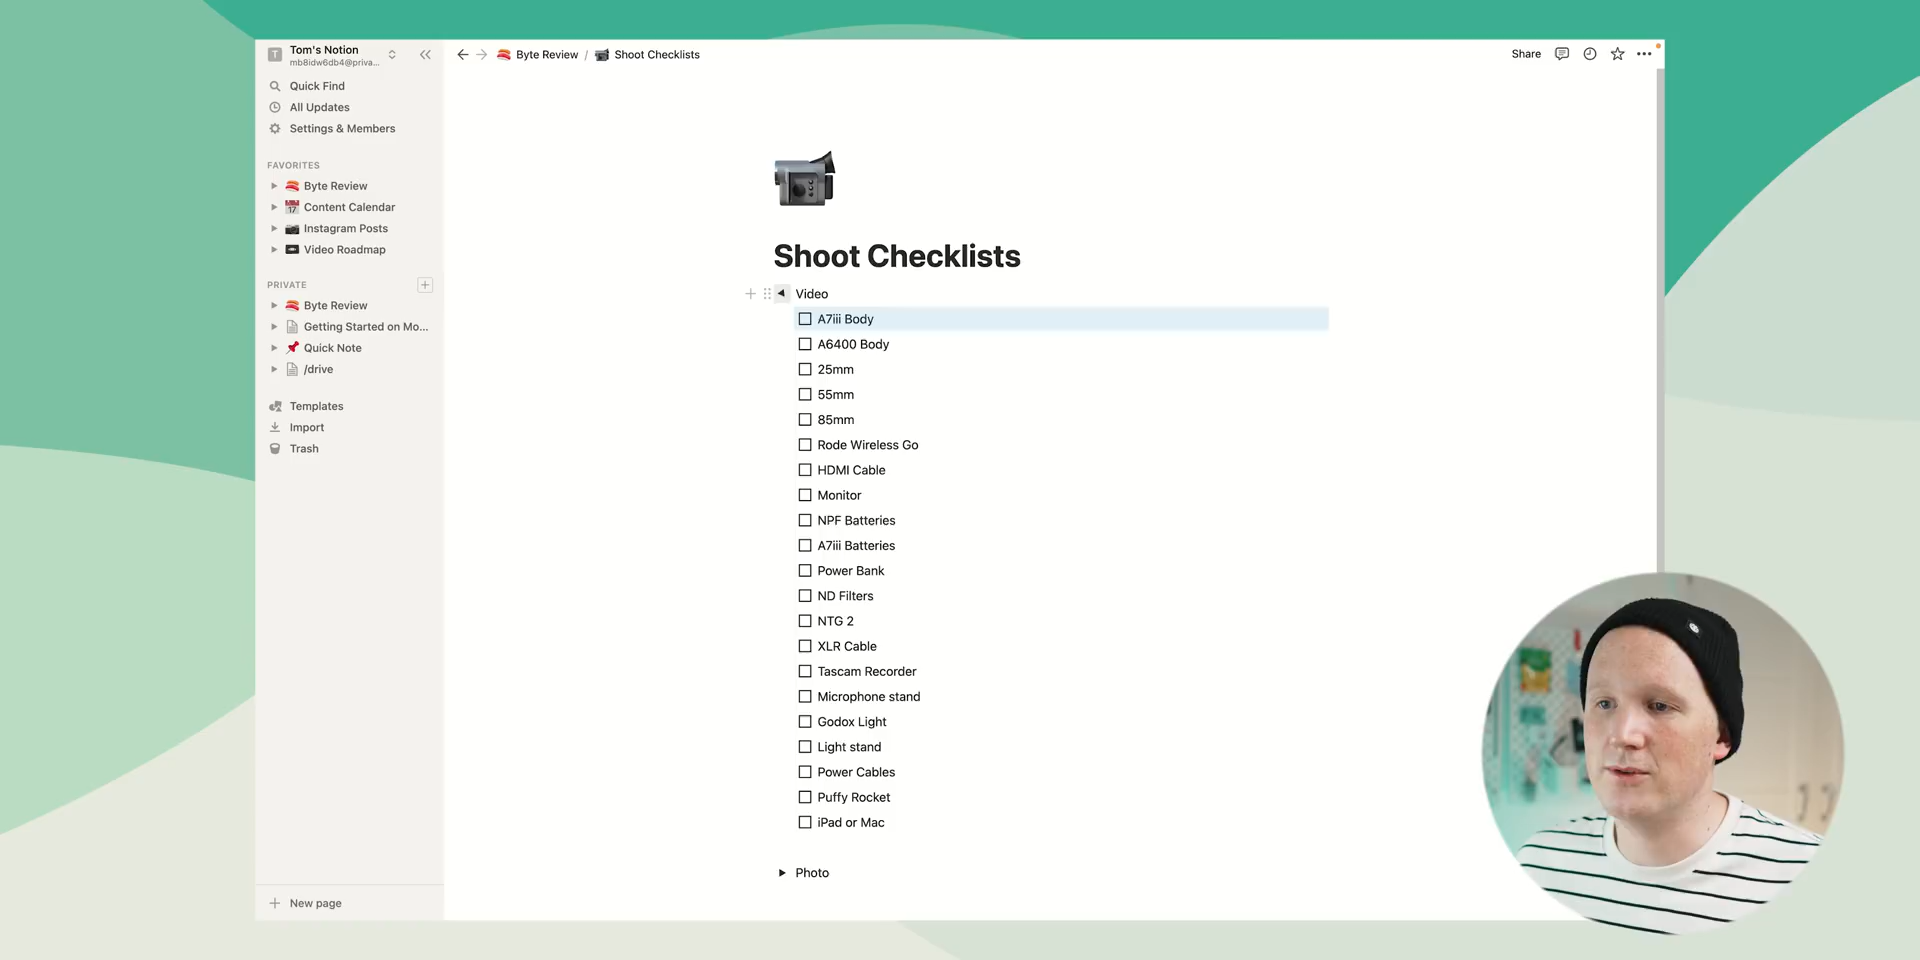 T
Tom's Notion
mb8idw6db4@priva...
Quick Find
All Updates
Settings & Members
FAVORITES
Byte Review
Content Calendar
Instagram Posts
Video Roadmap
PRIVATE
Byte Review
Getting Started on Mo...
Quick Note
/drive
Templates
Import
Trash
New page
Byte Review / Shoot Checklists
Share
Shoot Checklists
Video
A7iii Body
A6400 Body
25mm
55mm
85mm
Rode Wireless Go
HDMI Cable
Monitor
NPF Batteries
A7iii Batteries
Power Bank
ND Filters
NTG 2
XLR Cable
Tascam Recorder
Microphone stand
Godox Light
Light stand
Power Cables
Puffy Rocket
iPad or Mac
Photo